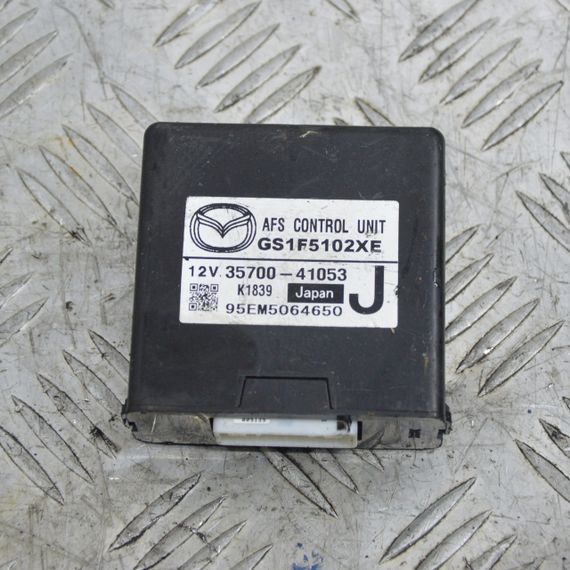 AFS CONTROL UNIT
GS1F5102XE
12V 35700-41053
K1839 Japan J
95EM5064650